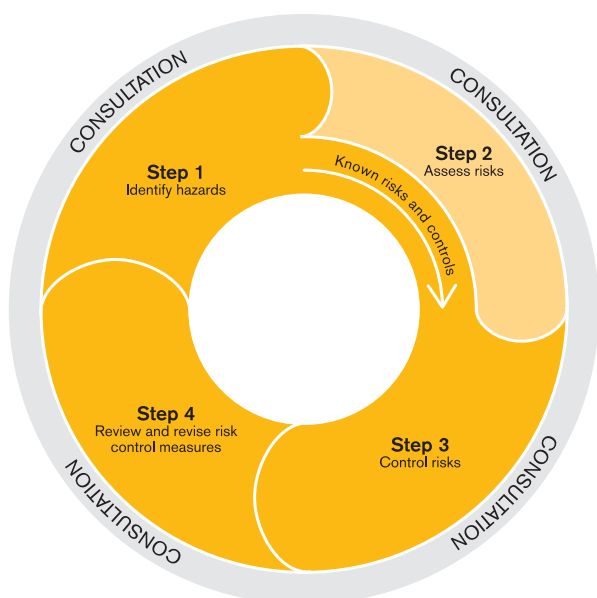 CONSULTATION
CONSULTATION
Step 1
Identify hazards
Step 2
Assess risks
Known risks and controls
Step 4
Review and revise risk
control measures
Step 3
Control risks
CONSULTATION
CONSULTATION